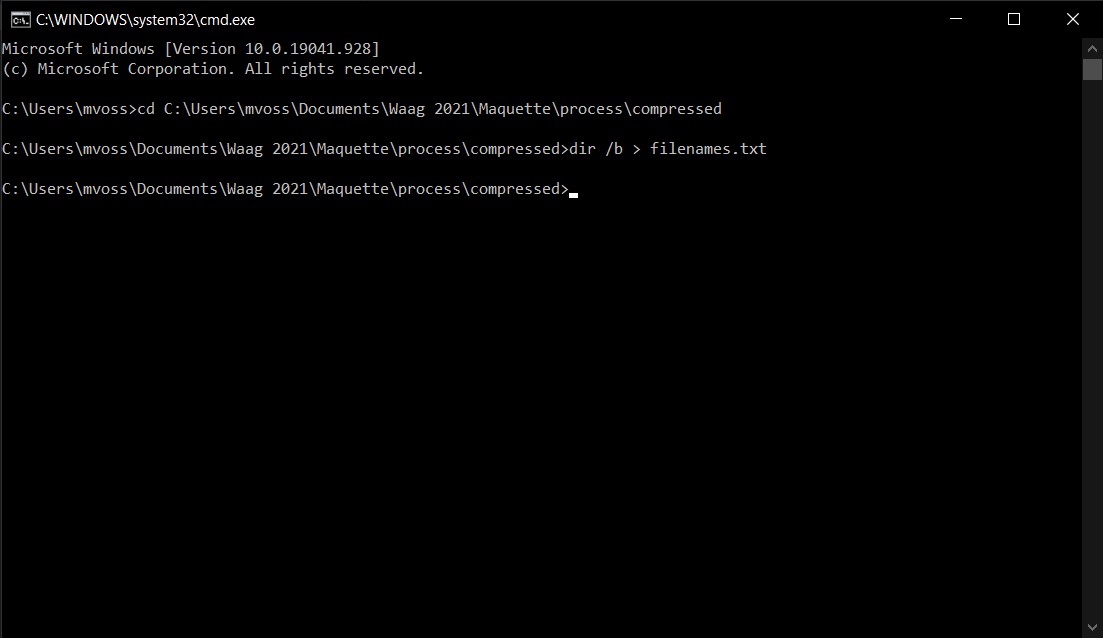 C:\WINDOWS\system32\cmd.exe
Microsoft Windows [Version 10.0.19041.928]
(c) Microsoft Corporation. All rights reserved.
C:\Users\mvoss>cd C:\Users\mvoss\Documents\Waag 2021\Maquette\process\compressed
C:\Users\mvoss\Documents\Waag 2021\Maquette\process\compressed>dir /b > filenames.txt
C:\Users\mvoss\Documents\Waag 2021\Maquette\process\compressed>